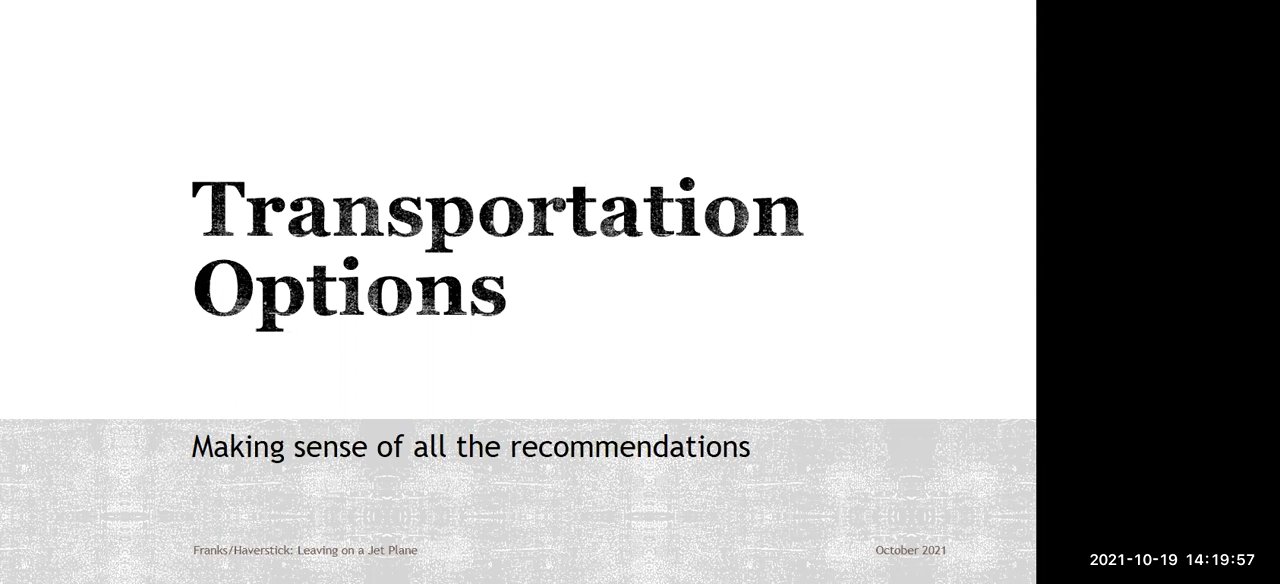 Transportation
Options
Making sense of all the recommendations
Franks/Haverstick: Leaving on a Jet Plane
October 2021
2021-10-19 14:19:57